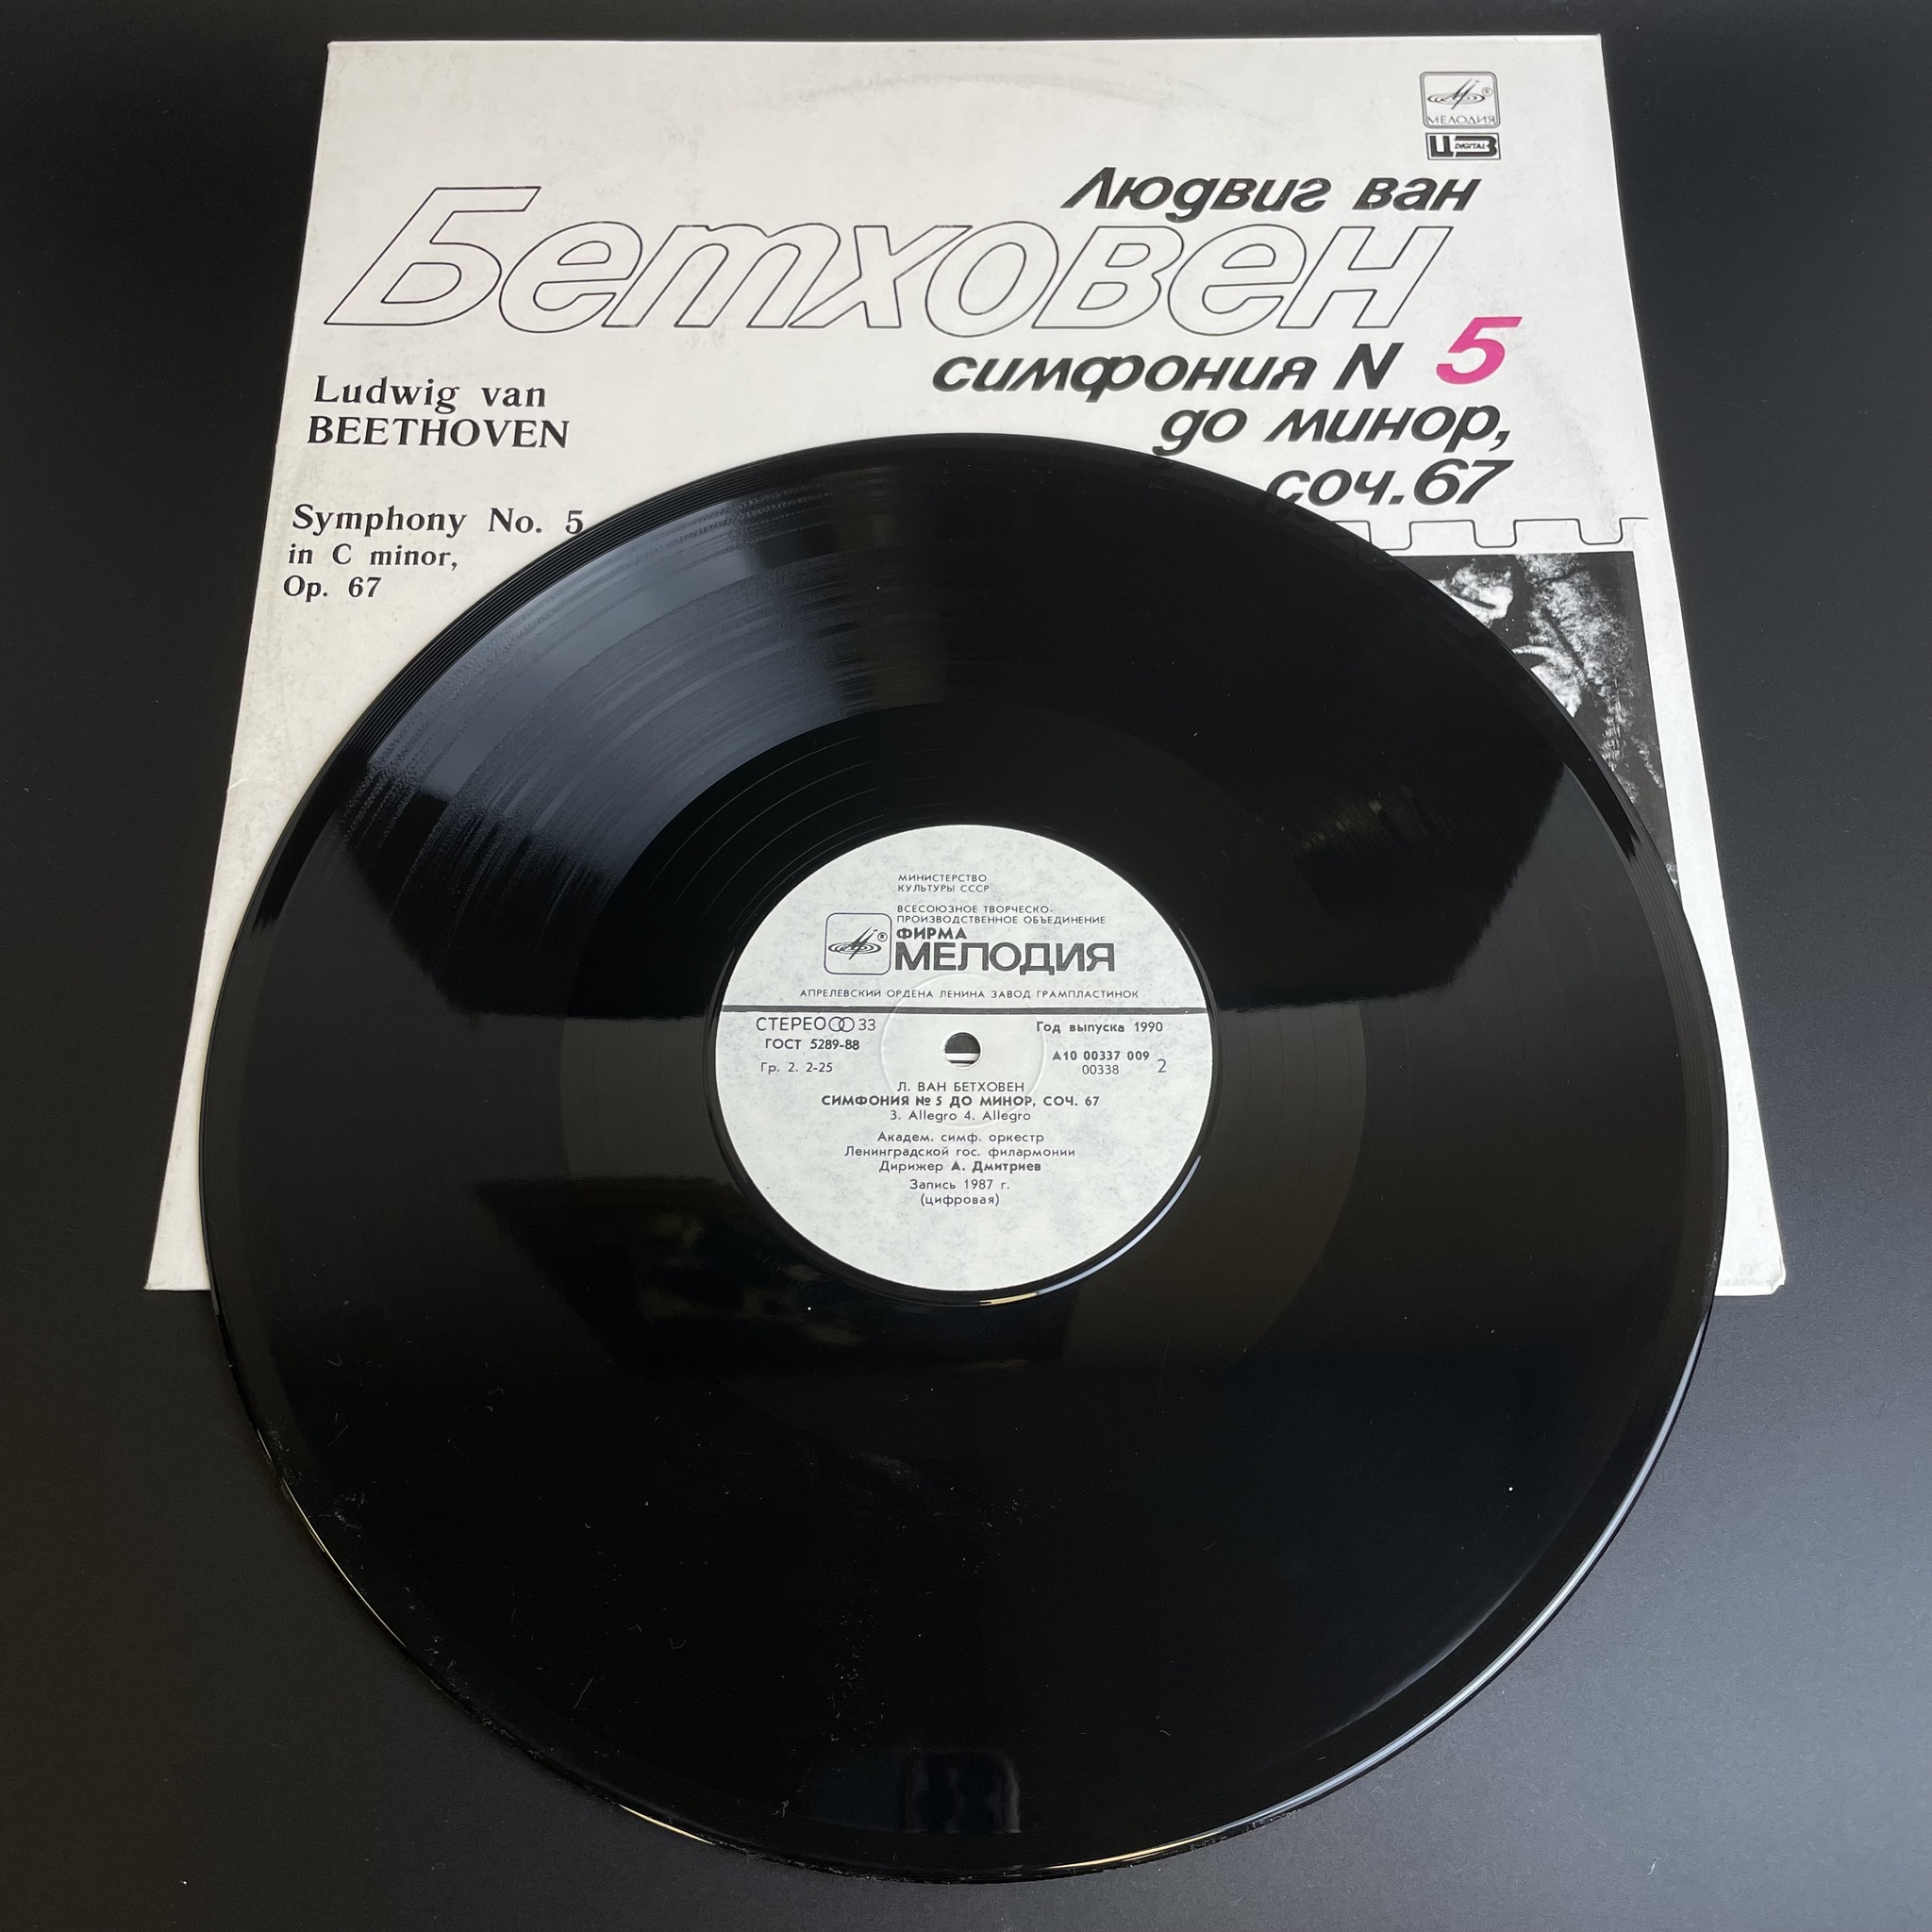 МЕЛОДИЯ
ЦЗ DIGITAL
Людвиг ван
Бетховен
симфония N 5
до минор,
соч.67
Ludwig van
BEETHOVEN
Symphony No. 5
in C minor,
Op. 67
МИНИСТЕРСТВО
КУЛЬТУРЫ СССР
ВСЕСОЮЗНОЕ ТВОРЧЕСКО-
ПРОИЗВОДСТВЕННОЕ ОБЪЕДИНЕНИЕ
ФИРМА
МЕЛОДИЯ
АПРЕЛЕВСКИЙ ОРДЕНА ЛЕНИНА ЗАВОД ГРАМПЛАСТИНОК
СТЕРЕО 33
ГОСТ 5289-88
Гр. 2. 2-25
Год выпуска 1990
А10 00337 009
00338 2
Л. ВАН БЕТХОВЕН
СИМФОНИЯ № 5 ДО МИНОР, СОЧ. 67
3. Allegro 4. Allegro
Академ. симф. оркестр
Ленинградской гос. филармонии
Дирижер А. Дмитриев
Запись 1987 г.
(цифровая)